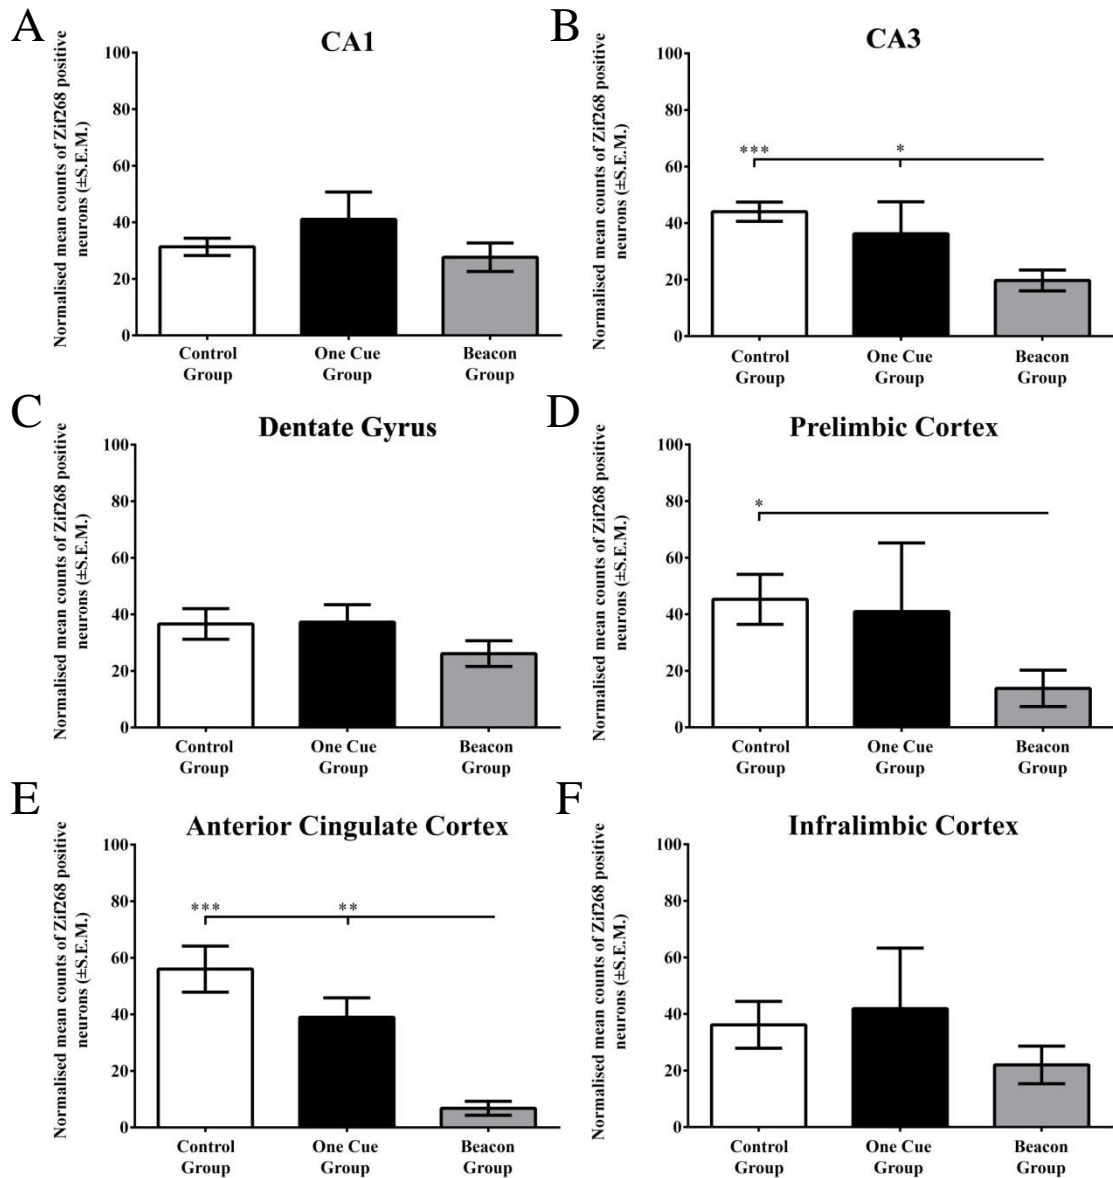 A
CA1
Normalised mean counts of Zif268 positive
neurons (±S.E.M.)
100
80
60
40
20
0
Control
Group
One Cue
Group
Beacon
Group
B
CA3
Normalised mean counts of Zif268 positive
neurons (±S.E.M.)
100
80
60
40
20
0
*** *
Control
Group
One Cue
Group
Beacon
Group
C
Dentate Gyrus
Normalised mean counts of Zif268 positive
neurons (±S.E.M.)
100
80
60
40
20
0
Control
Group
One Cue
Group
Beacon
Group
D
Prelimbic Cortex
Normalised mean counts of Zif268 positive
neurons (±S.E.M.)
100
80
60
40
20
0
*
Control
Group
One Cue
Group
Beacon
Group
E
Anterior Cingulate Cortex
Normalised mean counts of Zif268 positive
neurons (±S.E.M.)
100
80
60
40
20
0
*** **
Control
Group
One Cue
Group
Beacon
Group
F
Infralimbic Cortex
Normalised mean counts of Zif268 positive
neurons (±S.E.M.)
100
80
60
40
20
0
Control
Group
One Cue
Group
Beacon
Group